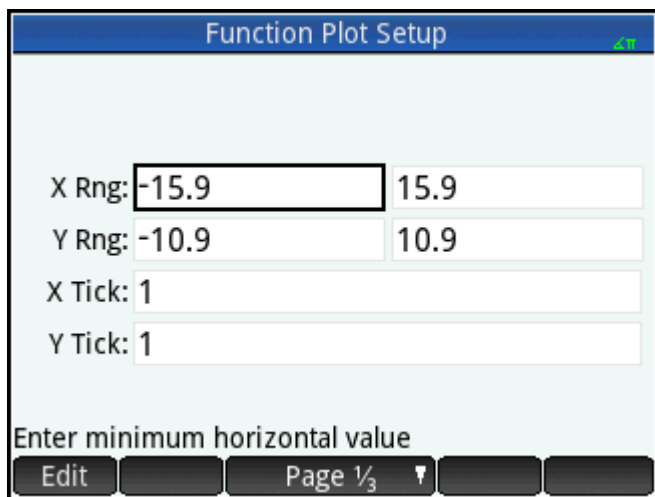 Function Plot Setup ∡π
X Rng: -15.9 15.9
Y Rng: -10.9 10.9
X Tick: 1
Y Tick: 1
Enter minimum horizontal value
Edit Page ⅓